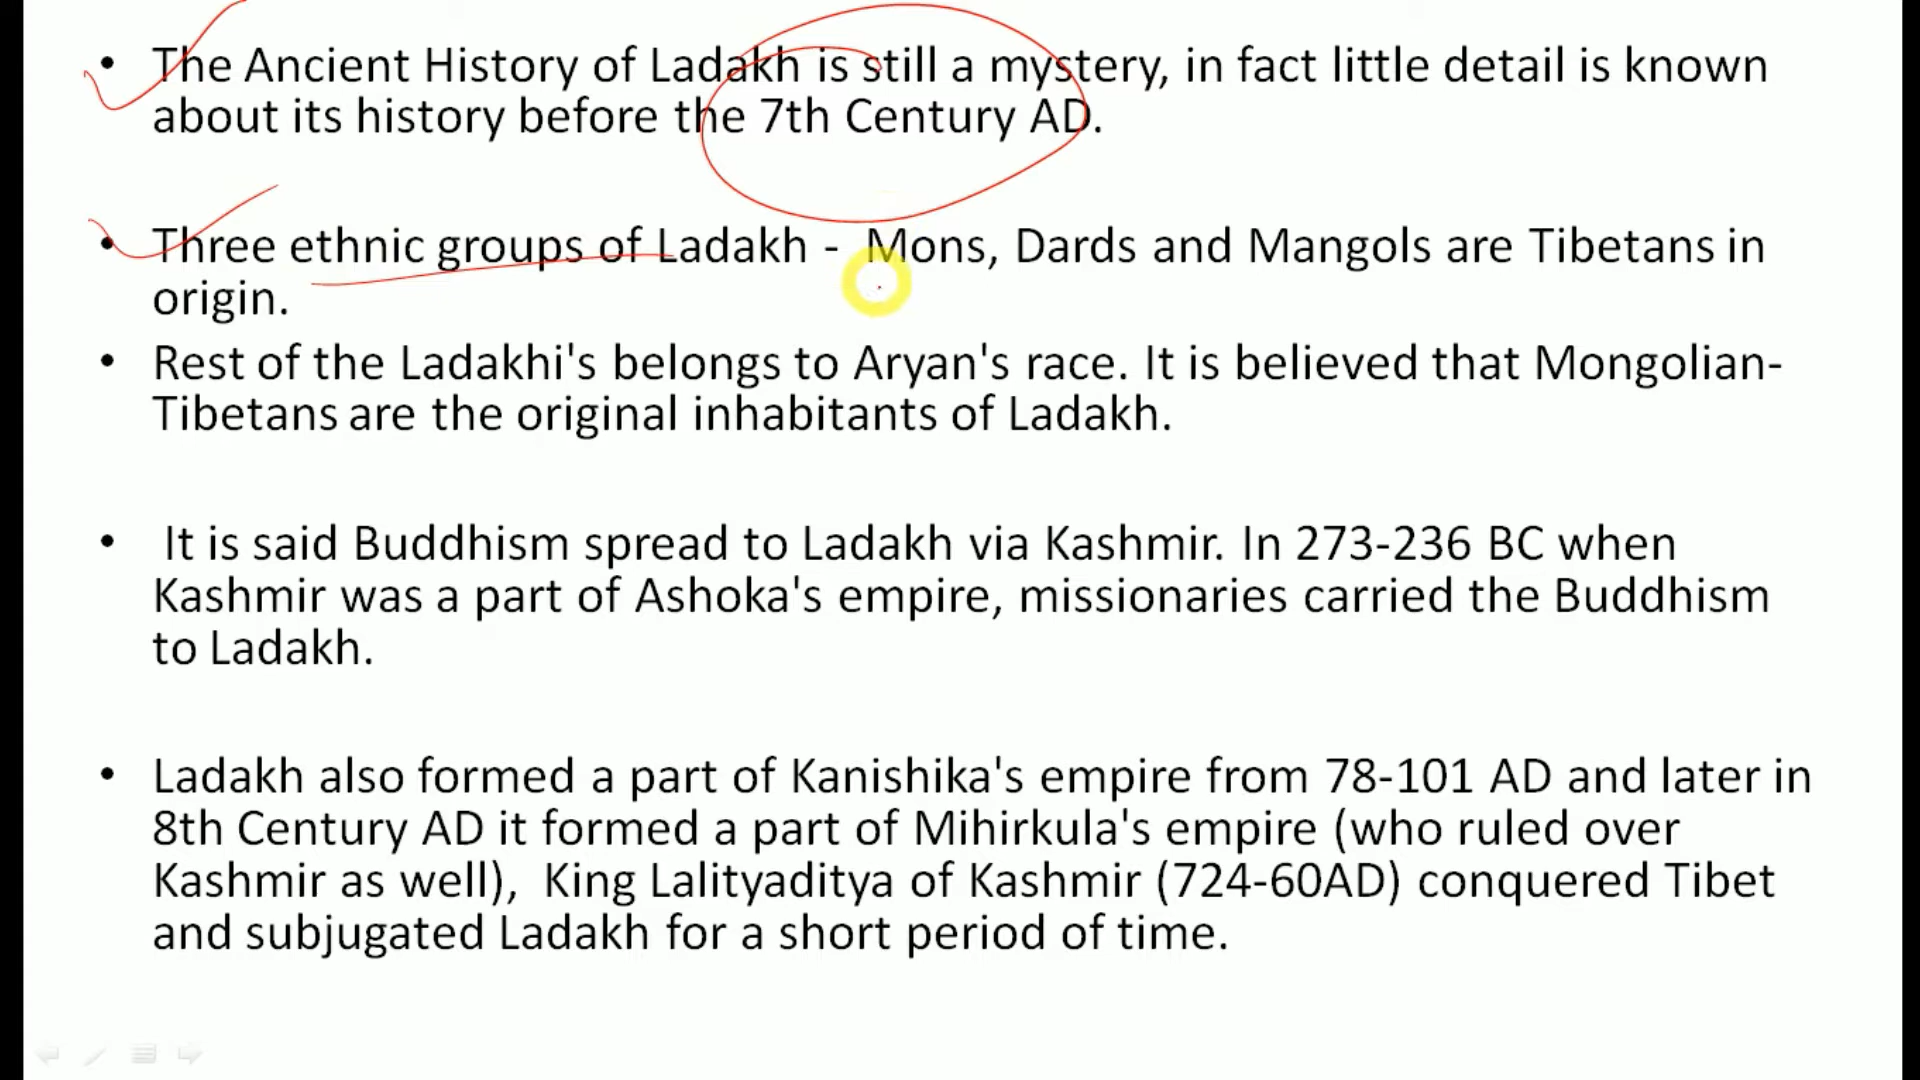 • The Ancient History of Ladakh is still a mystery, in fact little detail is known
about its history before the 7th Century AD.
• Three ethnic groups of Ladakh -  Mons, Dards and Mangols are Tibetans in
origin.
• Rest of the Ladakhi's belongs to Aryan's race. It is believed that Mongolian-
Tibetans are the original inhabitants of Ladakh.
• It is said Buddhism spread to Ladakh via Kashmir. In 273-236 BC when
Kashmir was a part of Ashoka's empire, missionaries carried the Buddhism
to Ladakh.
• Ladakh also formed a part of Kanishika's empire from 78-101 AD and later in
8th Century AD it formed a part of Mihirkula's empire (who ruled over
Kashmir as well),  King Lalityaditya of Kashmir (724-60AD) conquered Tibet
and subjugated Ladakh for a short period of time.